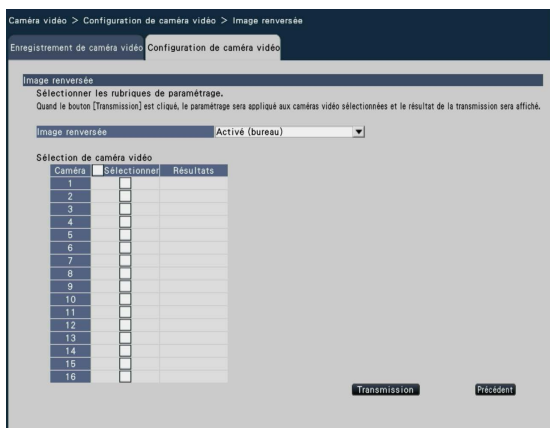 Caméra vidéo > Configuration de caméra vidéo > Image renversée
Enregistrement de caméra vidéo Configuration de caméra vidéo
Image renversée
Sélectionner les rubriques de paramétrage.
Quand le bouton [Transmission] est cliqué, le paramétrage sera appliqué aux caméras vidéo sélectionnées et le résultat de la transmission sera affiché.
Image renversée Activé (bureau)
Sélection de caméra vidéo
Caméra Sélectionner Résultats
1
2
3
4
5
6
7
8
9
10
11
12
13
14
15
16
Transmission Précédent